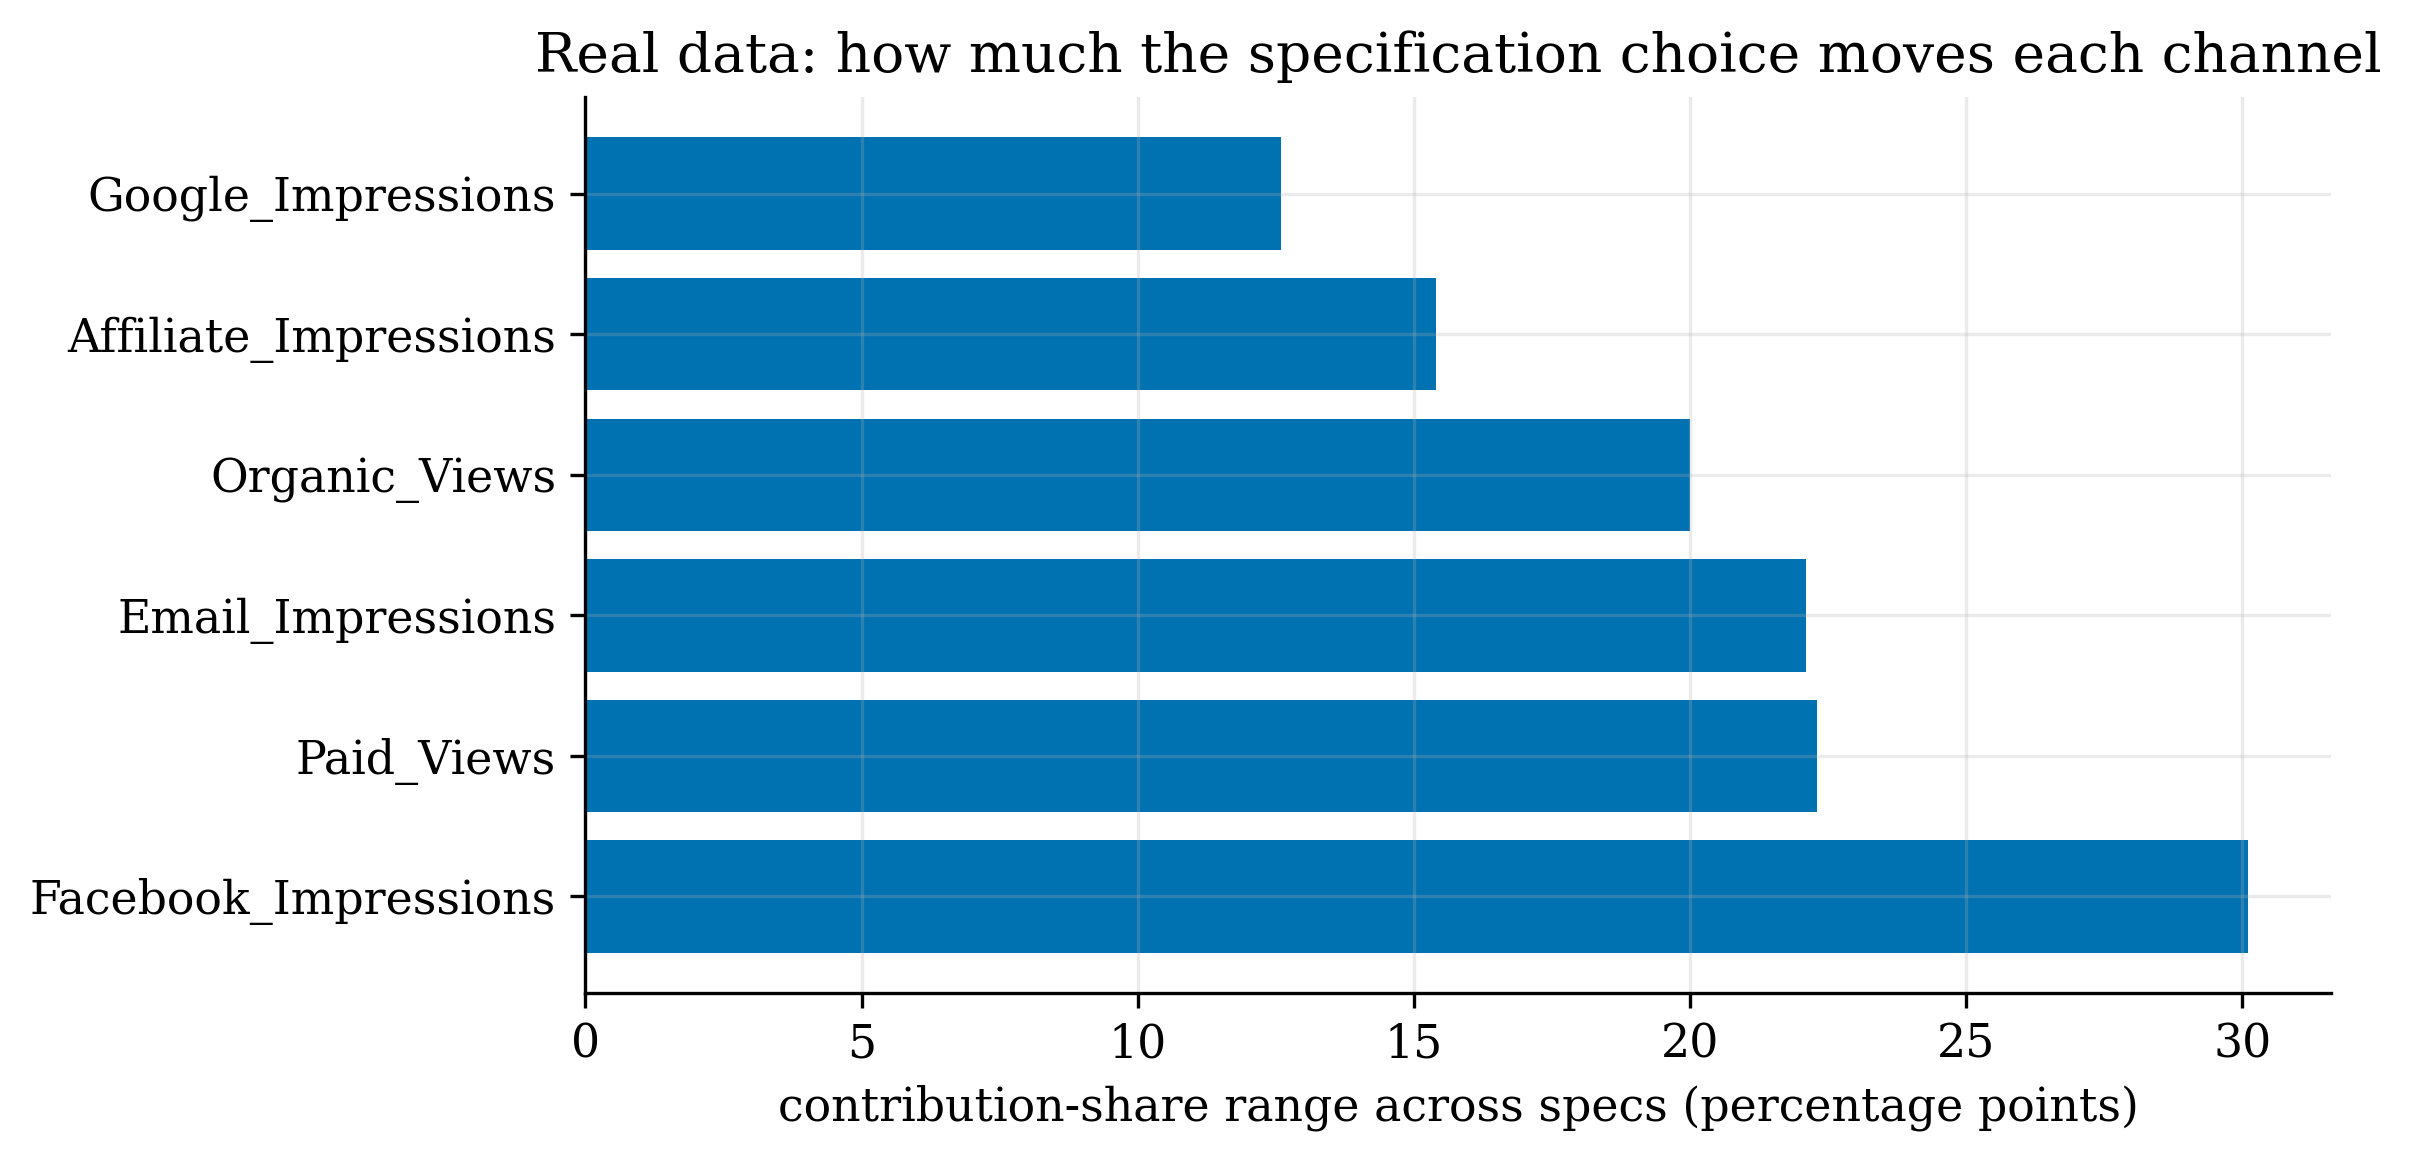 Real data: how much the specification choice moves each channel
Google_Impressions
Affiliate_Impressions
Organic_Views
Email_Impressions
Paid_Views
Facebook_Impressions
0 5 10 15 20 25 30
contribution-share range across specs (percentage points)